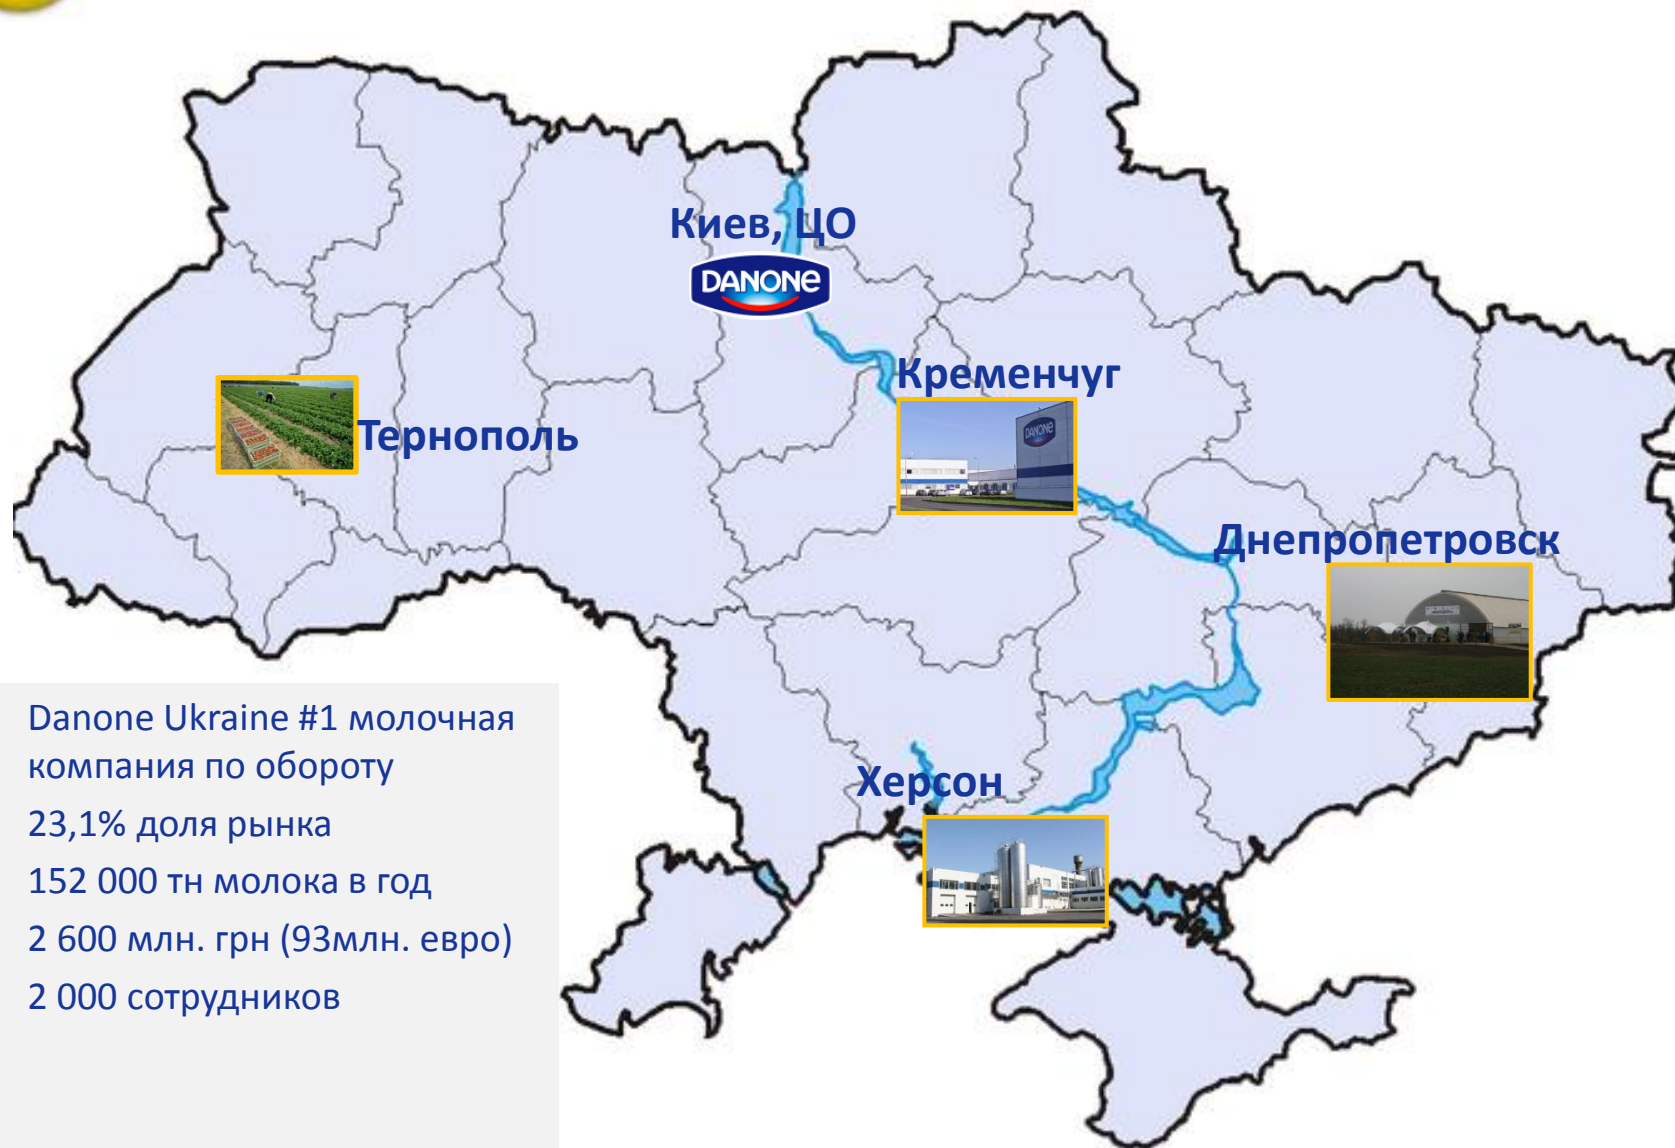 Киев, ЦО
DANONE
Кременчуг
DANONE
Тернополь
Днепропетровск
Херсон
Danone Ukraine #1 молочная
компания по обороту
23,1% доля рынка
152 000 тн молока в год
2 600 млн. грн (93млн. евро)
2 000 сотрудников